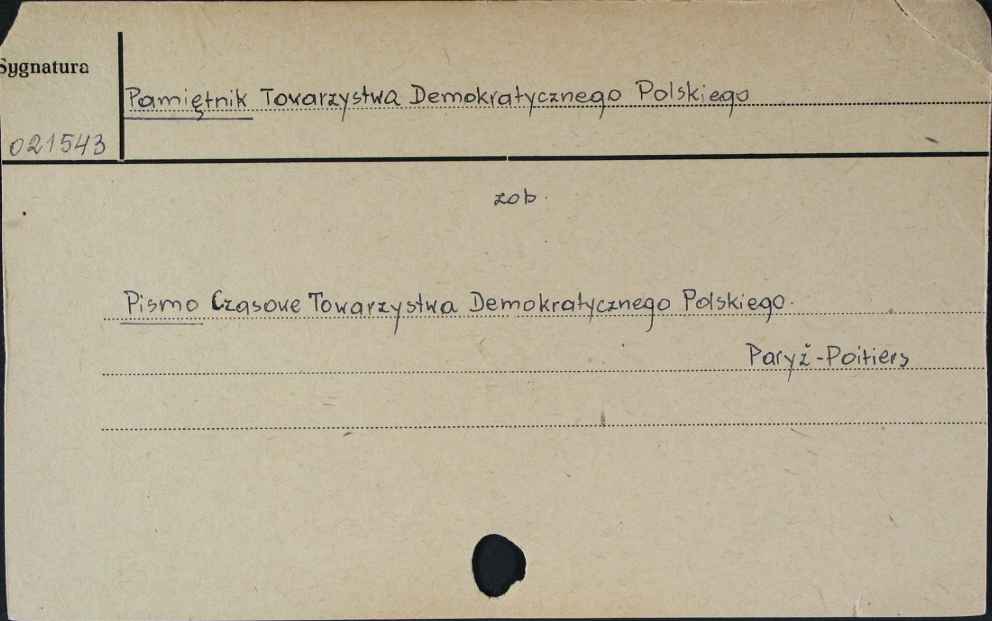 Sygnatura
Pamiętnik Towarzystwa Demokratycznego Polskiego
021543
zob.
Pismo Czasowe Towarzystwa Demokratycznego Polskiego.
Paryż-Poitiers